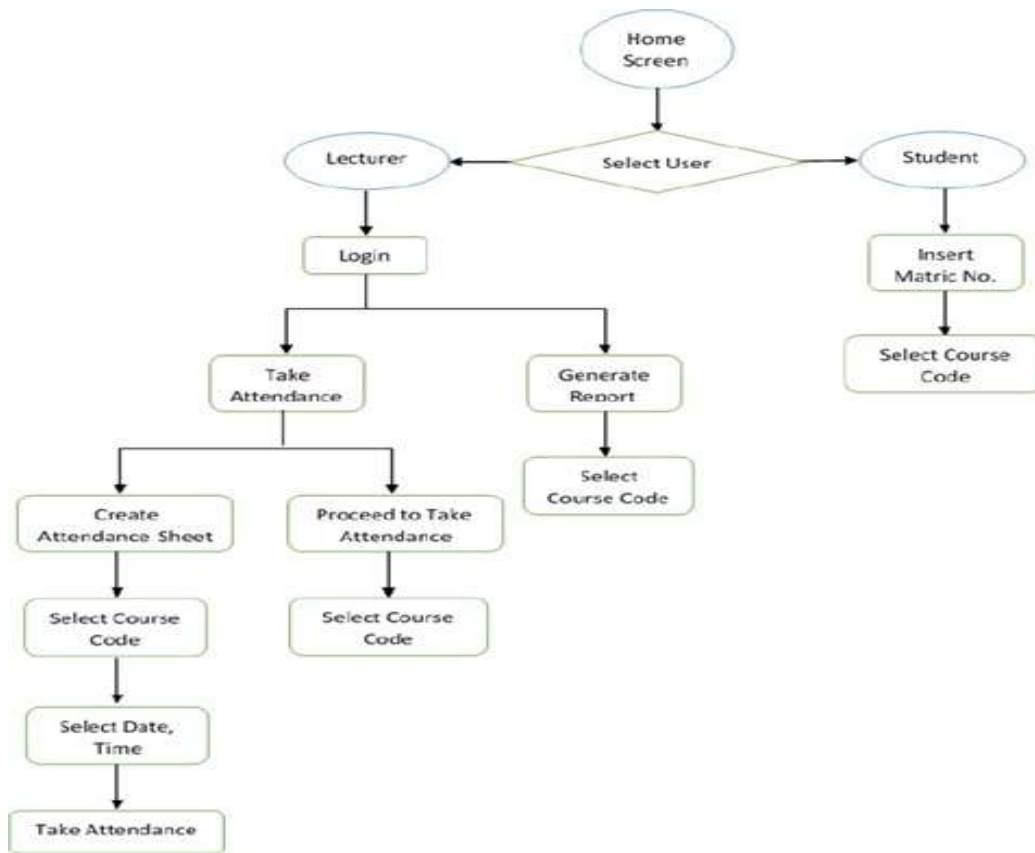 Home
Screen
Lecturer
Select User
Student
Login
Insert
Matric No.
Take
Attendance
Generate
Report
Select Course
Code
Select
Course Code
Create
Attendance Sheet
Proceed to Take
Attendance
Select Course
Code
Select Course
Code
Select Date,
Time
Take Attendance